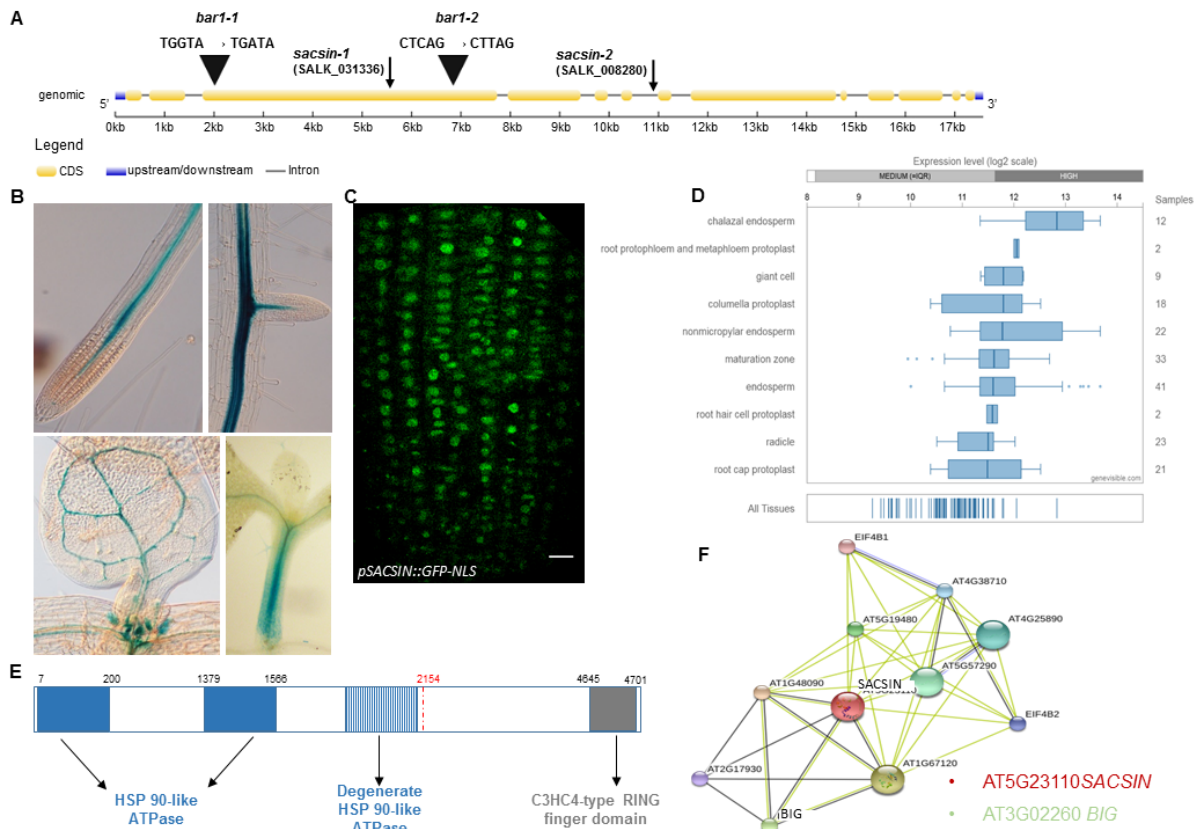 A
bar1-1
bar1-2
TGGTA → TGATA
CTCAG → CTTAG
sacsin-1
(SALK_031336)
sacsin-2
(SALK_008280)
genomic
5'
3'
0kb 1kb 2kb 3kb 4kb 5kb 6kb 7kb 8kb 9kb 10kb 11kb 12kb 13kb 14kb 15kb 16kb 17kb
Legend
CDS upstream/downstream Intron
B
C
pSACSIN::GFP-NLS
D
Expression level (log2 scale)
MEDIUM (=IQR) HIGH
8 9 10 11 12 13 14 Samples
chalazal endosperm 12
root protophloem and metaphloem protoplast 2
giant cell 9
columella protoplast 18
nonmicropylar endosperm 22
maturation zone 33
endosperm 41
root hair cell protoplast 2
radicle 23
root cap protoplast 21
genevisible.com
All Tissues
E
7 200 1379 1566 2154 4645 4701
HSP 90-like
ATPase
Degenerate
HSP 90-like
ATPase
C3HC4-type RING
finger domain
F
EIF4B1
AT4G38710
AT4G25890
AT5G19480
AT5G57290
AT1G48090
SACSIN
EIF4B2
AT2G17930
AT1G67120
BIG
• AT5G23110SACSIN
• AT3G02260 BIG